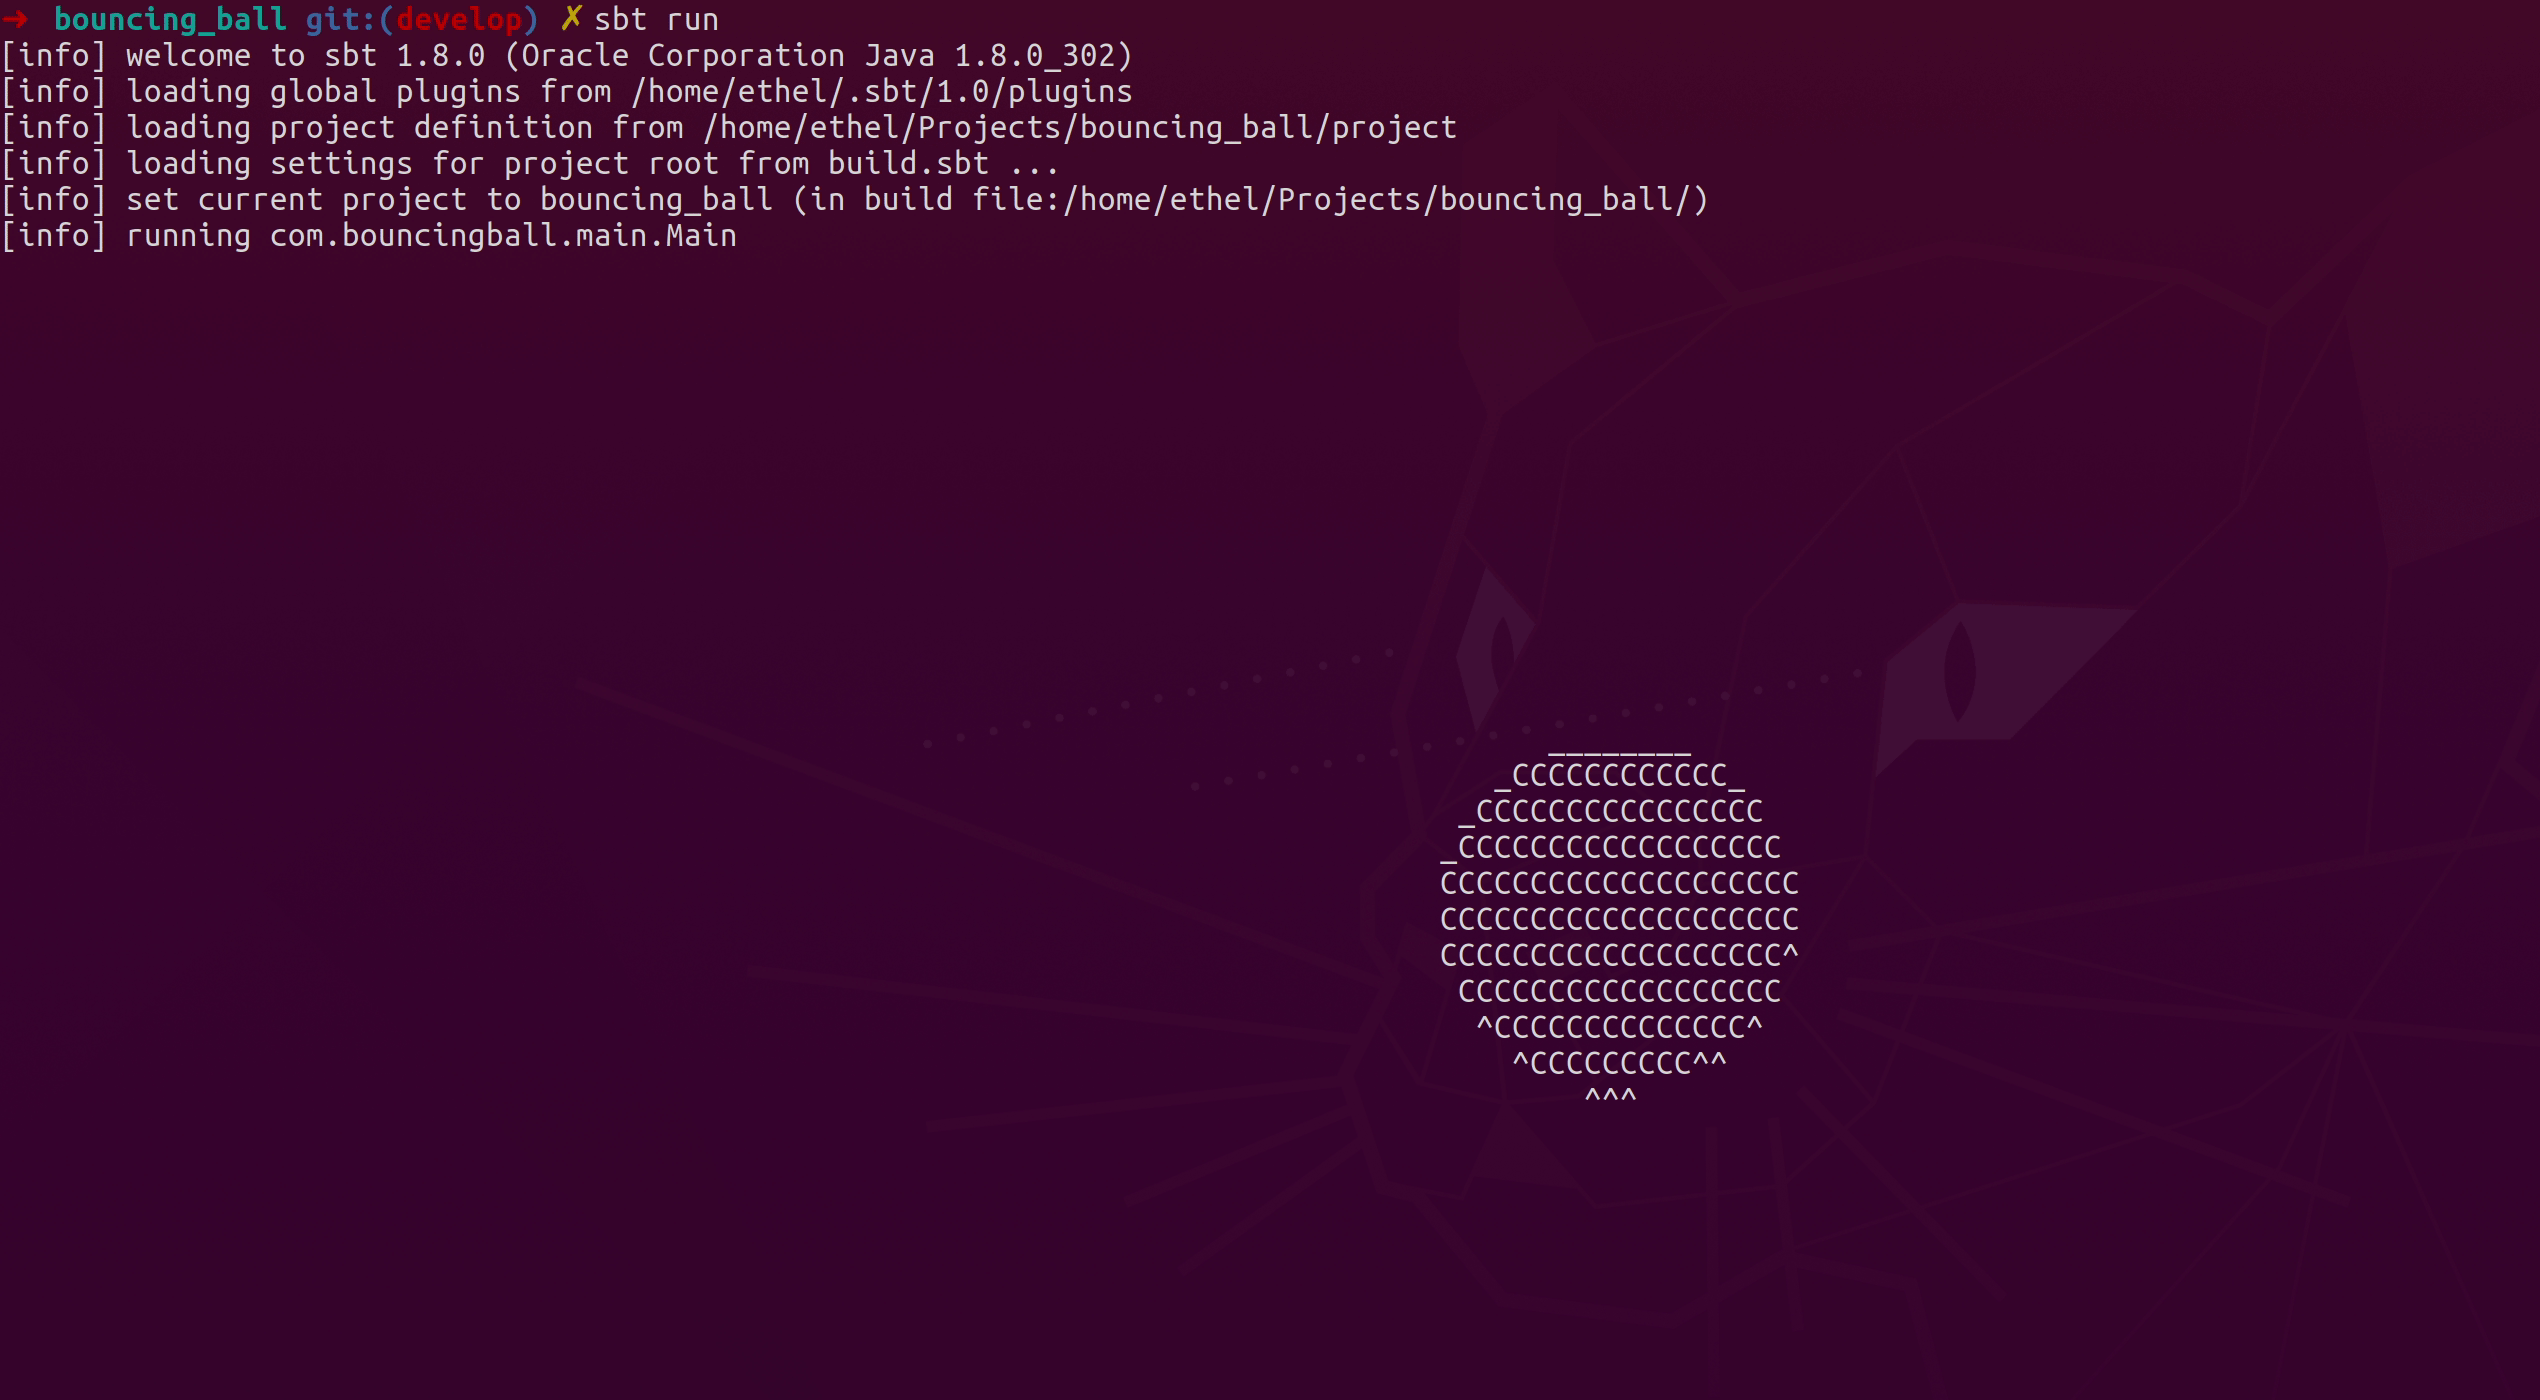 ➜  bouncing_ball git:(develop) ✗ sbt run
[info] welcome to sbt 1.8.0 (Oracle Corporation Java 1.8.0_302)
[info] loading global plugins from /home/ethel/.sbt/1.0/plugins
[info] loading project definition from /home/ethel/Projects/bouncing_ball/project
[info] loading settings for project root from build.sbt ...
[info] set current project to bouncing_ball (in build file:/home/ethel/Projects/bouncing_ball/)
[info] running com.bouncingball.main.Main
________
_CCCCCCCCCCCC_
_CCCCCCCCCCCCCCCC
_CCCCCCCCCCCCCCCCCC
CCCCCCCCCCCCCCCCCCCC
CCCCCCCCCCCCCCCCCCCC
CCCCCCCCCCCCCCCCCCC^
CCCCCCCCCCCCCCCCCC
^CCCCCCCCCCCCCC^
^CCCCCCCCC^^
^^^